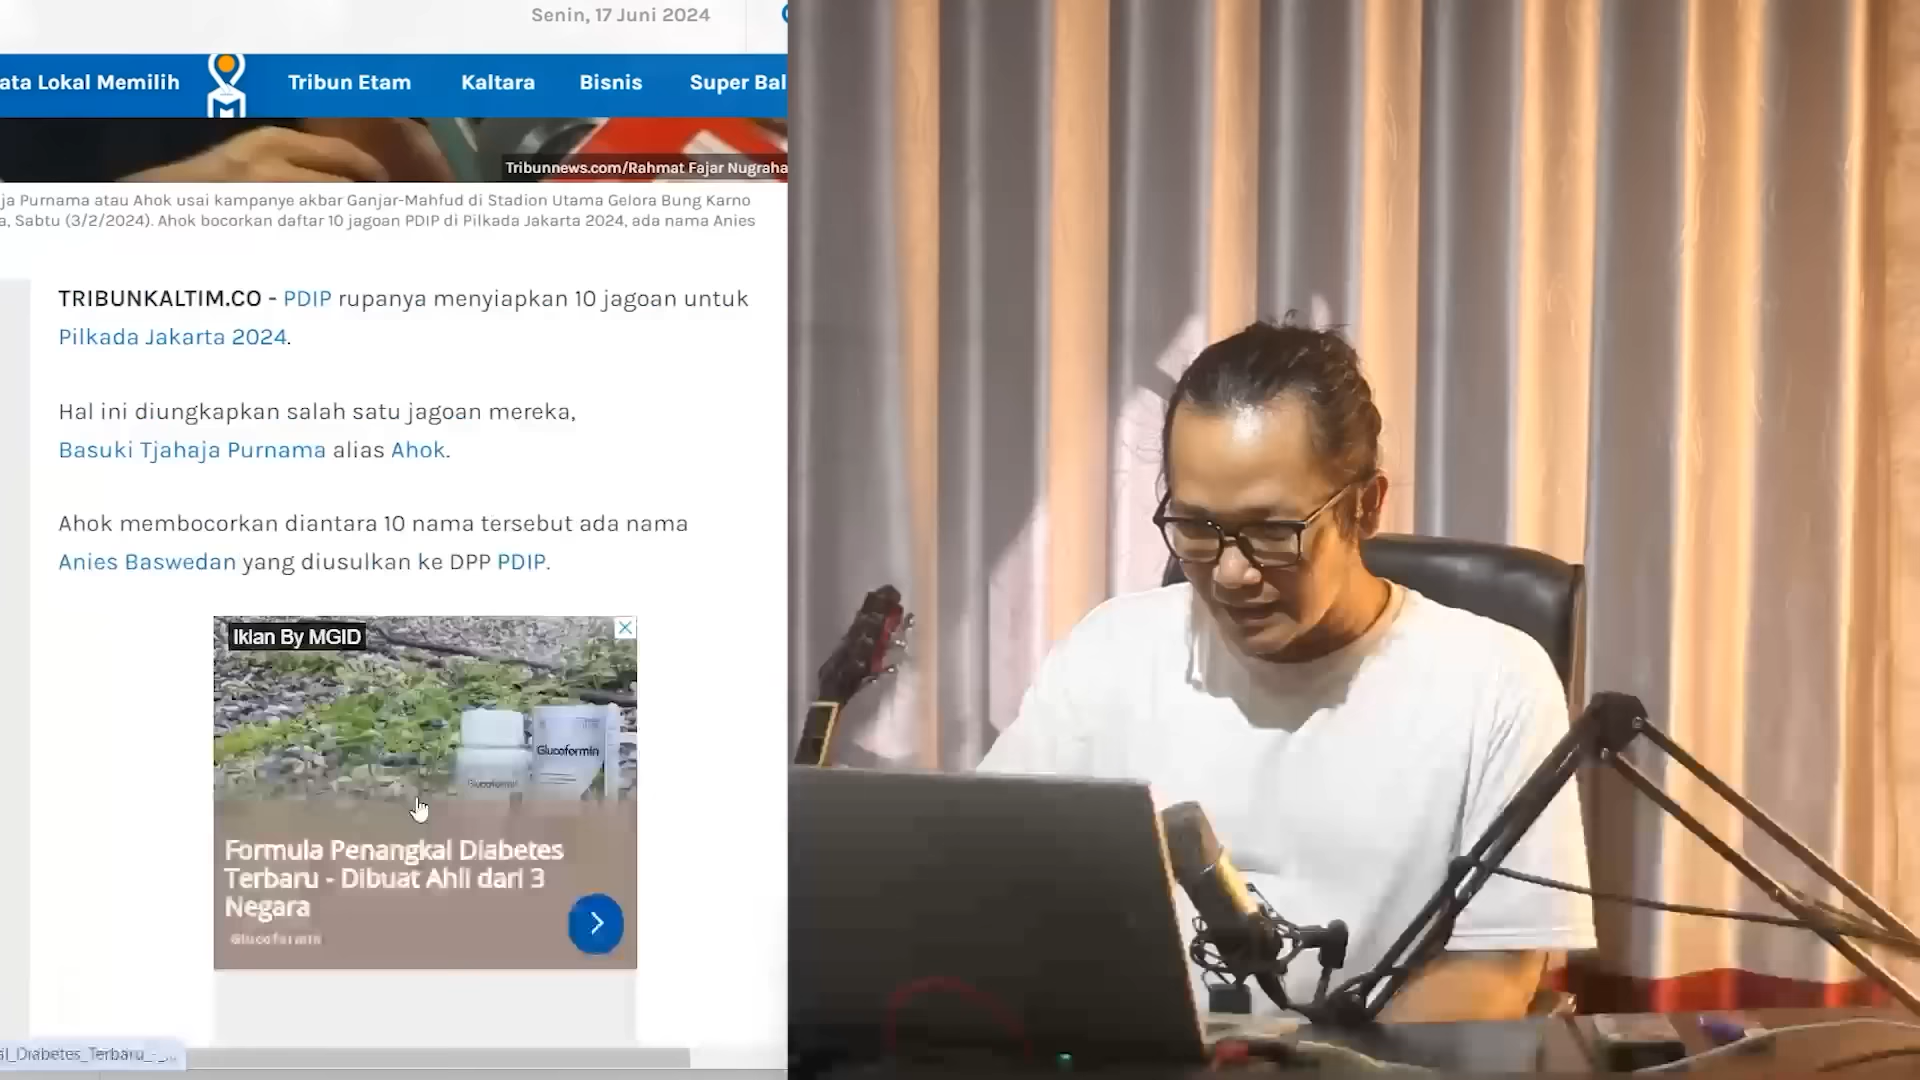 Senin, 17 Juni 2024
ata Lokal Memilih Tribun Etam Kaltara Bisnis Super Bal
Tribunnews.com/Rahmat Fajar Nugraha
ja Purnama atau Ahok usai kampanye akbar Ganjar-Mahfud di Stadion Utama Gelora Bung Karno
a, Sabtu (3/2/2024). Ahok bocorkan daftar 10 jagoan PDIP di Pilkada Jakarta 2024, ada nama Anies
TRIBUNKALTIM.CO - PDIP rupanya menyiapkan 10 jagoan untuk
Pilkada Jakarta 2024.
Hal ini diungkapkan salah satu jagoan mereka,
Basuki Tjahaja Purnama alias Ahok.
Ahok membocorkan diantara 10 nama tersebut ada nama
Anies Baswedan yang diusulkan ke DPP PDIP.
Iklan By MGID
Glucoformin
Glucoformin
Formula Penangkal Diabetes
Terbaru - Dibuat Ahli dari 3
Negara
Glucoformin
al_Diabetes_Terbaru_-_...